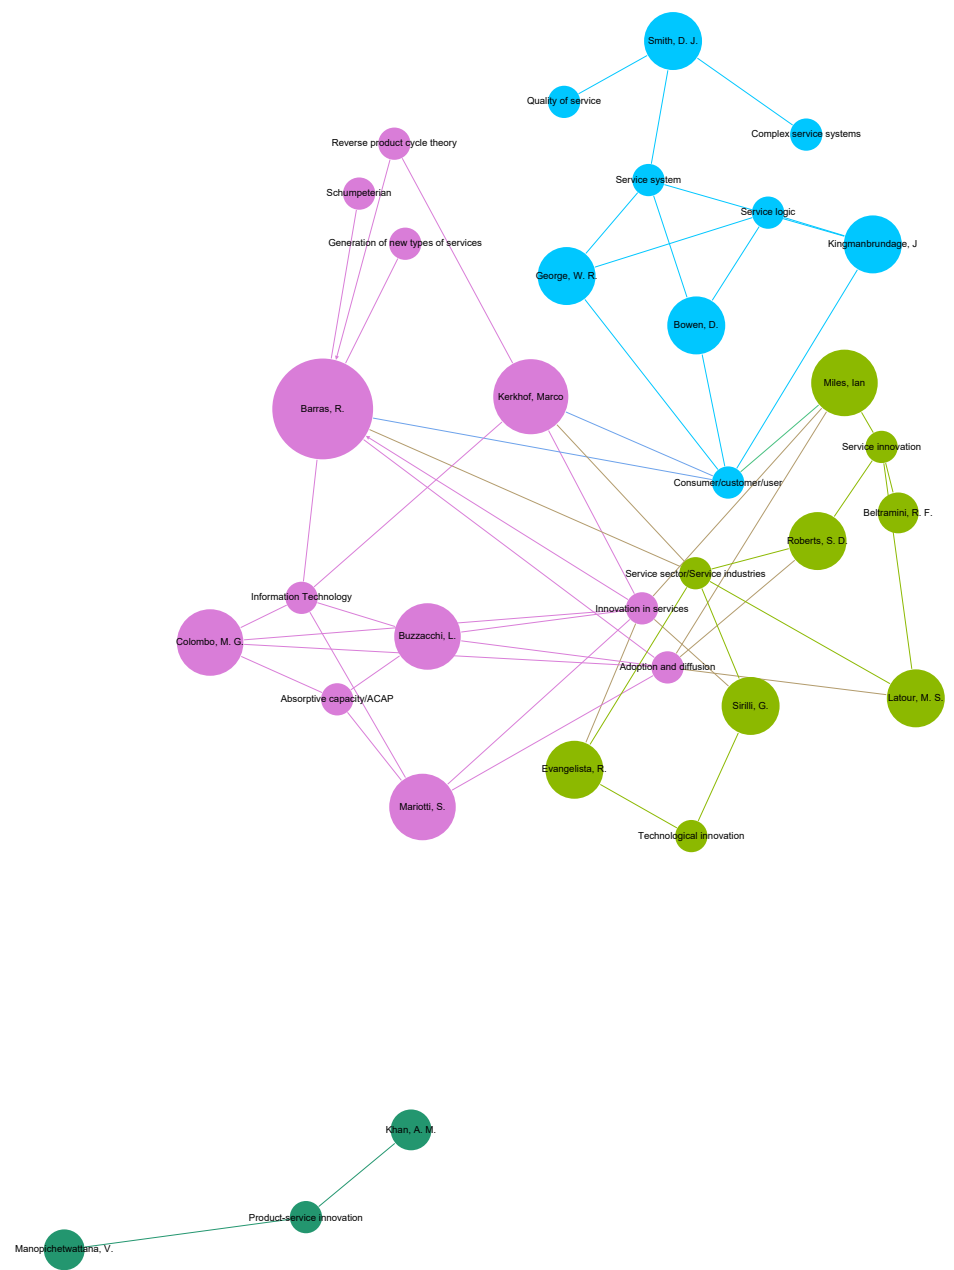 Smith, D. J.
Quality of service
Complex service systems
Reverse product cycle theory
Service system
Schumpeterian
Service logic
Generation of new types of services
Kingmanbrundage, J
George, W. R.
Bowen, D.
Miles, Ian
Kerkhof, Marco
Barras, R.
Service innovation
Consumer/customer/user
Beltramini, R. F.
Roberts, S. D.
Service sector/Service industries
Information Technology
Innovation in services
Buzzacchi, L.
Colombo, M. G.
Adoption and diffusion
Absorptive capacity/ACAP
Latour, M. S.
Sirilli, G.
Evangelista, R.
Mariotti, S.
Technological innovation
Khan, A. M.
Product-service innovation
Manopichetwattana, V.